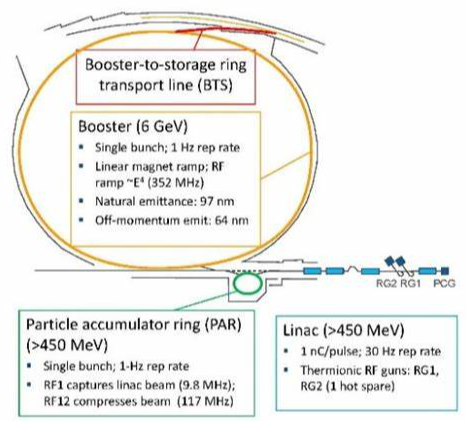 Booster-to-storage ring
transport line (BTS)
Booster (6 GeV)
▪ Single bunch; 1 Hz rep rate
▪ Linear magnet ramp; RF
ramp ~E⁴ (352 MHz)
▪ Natural emittance: 97 nm
▪ Off-momentum emit: 64 nm
RG2 RG1 PCG
Particle accumulator ring (PAR)
(>450 MeV)
▪ Single bunch; 1-Hz rep rate
▪ RF1 captures linac beam (9.8 MHz);
RF12 compresses beam (117 MHz)
Linac (>450 MeV)
▪ 1 nC/pulse; 30 Hz rep rate
▪ Thermionic RF guns: RG1,
RG2 (1 hot spare)